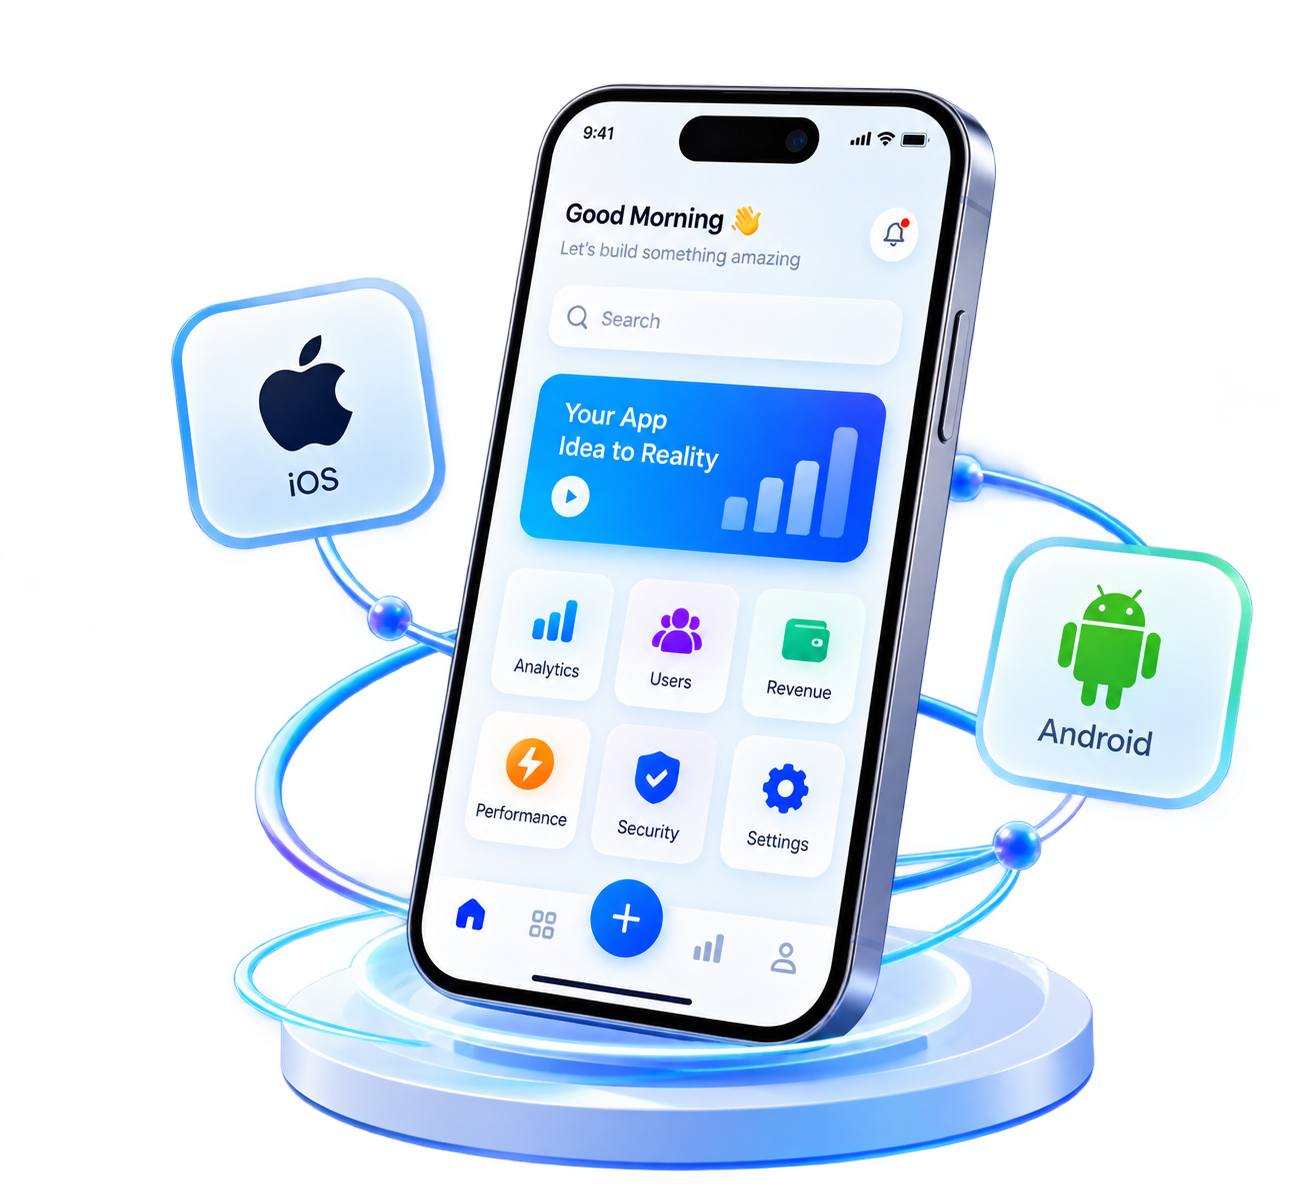 9:41
Good Morning 👋
Let's build something amazing
Search
Your App
Idea to Reality
Analytics
Users
Revenue
Performance
Security
Settings
iOS
Android